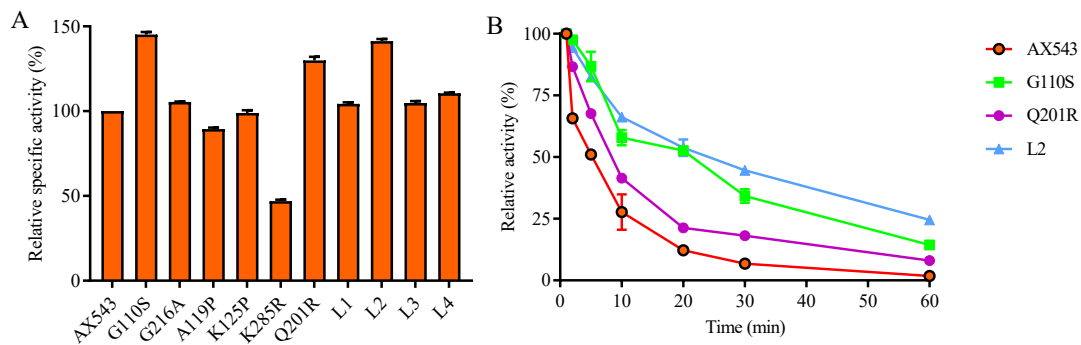 A
Relative specific activity (%)
150
100
50
0
AX543
G110S
G216A
A119P
K125P
K285R
Q201R
L1
L2
L3
L4
B
Relative activity (%)
100
75
50
25
0
0
10
20
30
40
50
60
Time (min)
AX543
G110S
Q201R
L2